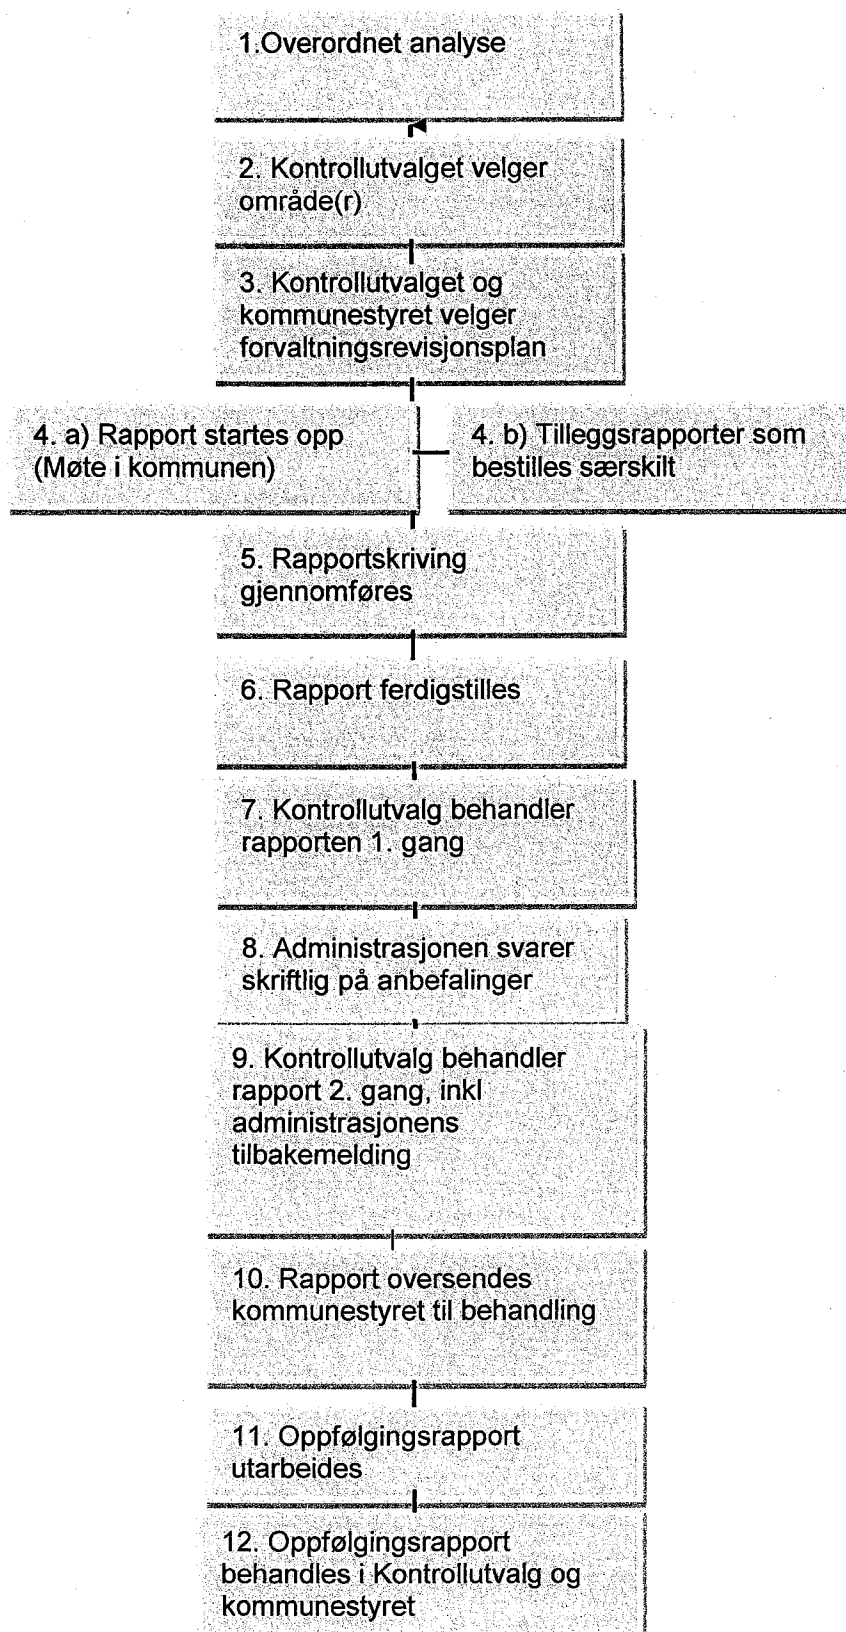 1.Overordnet analyse
2. Kontrollutvalget velger
område(r)
3. Kontrollutvalget og
kommunestyret velger
forvaltningsrevisjonsplan
4. a) Rapport startes opp
(Møte i kommunen)
4. b) Tilleggsrapporter som
bestilles særskilt
5. Rapportskriving
gjennomføres
6. Rapport ferdigstilles
7. Kontrollutvalg behandler
rapporten 1. gang
8. Administrasjonen svarer
skriftlig på anbefalinger
9. Kontrollutvalg behandler
rapport 2. gang, inkl
administrasjonens
tilbakemelding
10. Rapport oversendes
kommunestyret til behandling
11. Oppfølgingsrapport
utarbeides
12. Oppfølgingsrapport
behandles i Kontrollutvalg og
kommunestyret